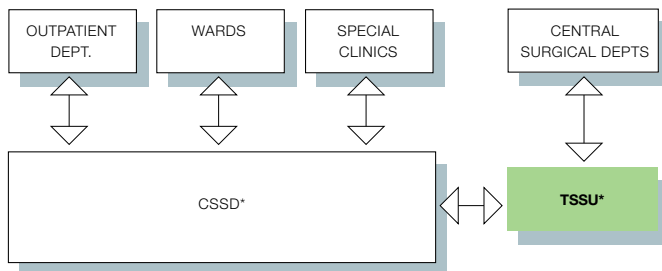 OUTPATIENT
DEPT.
WARDS
SPECIAL
CLINICS
CENTRAL
SURGICAL DEPTS
CSSD*
TSSU*